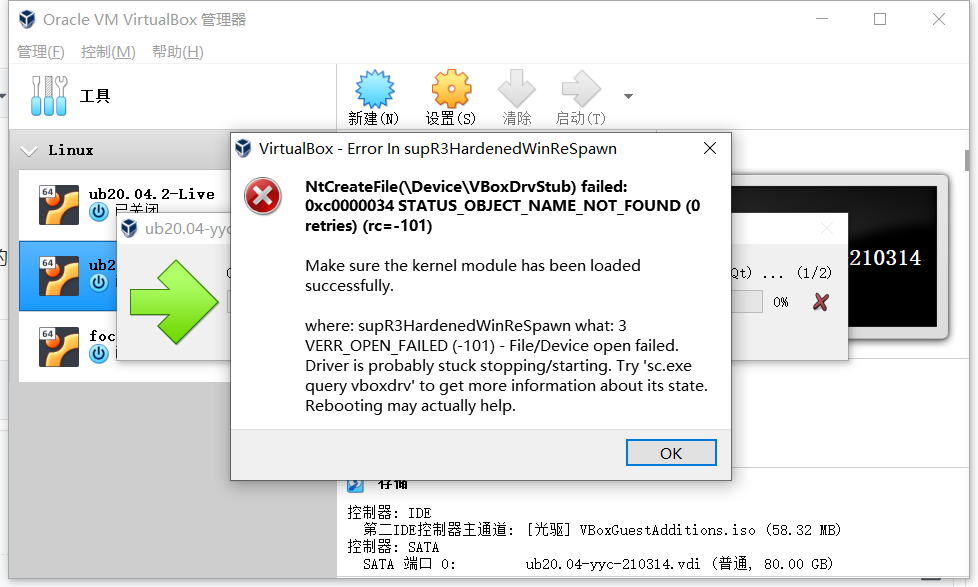 Oracle VM VirtualBox 管理器
管理(F) 控制(M) 帮助(H)
工具
新建(N) 设置(S) 清除 启动(T)
Linux
ub20.04.2-Live
已关闭
ub20.04-yyc
ub2
foc
210314
Qt) ... (1/2)
0%
VirtualBox - Error In supR3HardenedWinReSpawn
NtCreateFile(\Device\VBoxDrvStub) failed:
0xc0000034 STATUS_OBJECT_NAME_NOT_FOUND (0
retries) (rc=-101)
Make sure the kernel module has been loaded
successfully.
where: supR3HardenedWinReSpawn what: 3
VERR_OPEN_FAILED (-101) - File/Device open failed.
Driver is probably stuck stopping/starting. Try 'sc.exe
query vboxdrv' to get more information about its state.
Rebooting may actually help.
OK
存储
控制器: IDE
第二IDE控制器主通道: [光驱] VBoxGuestAdditions.iso (58.32 MB)
控制器: SATA
SATA 端口 0: ub20.04-yyc-210314.vdi (普通, 80.00 GB)